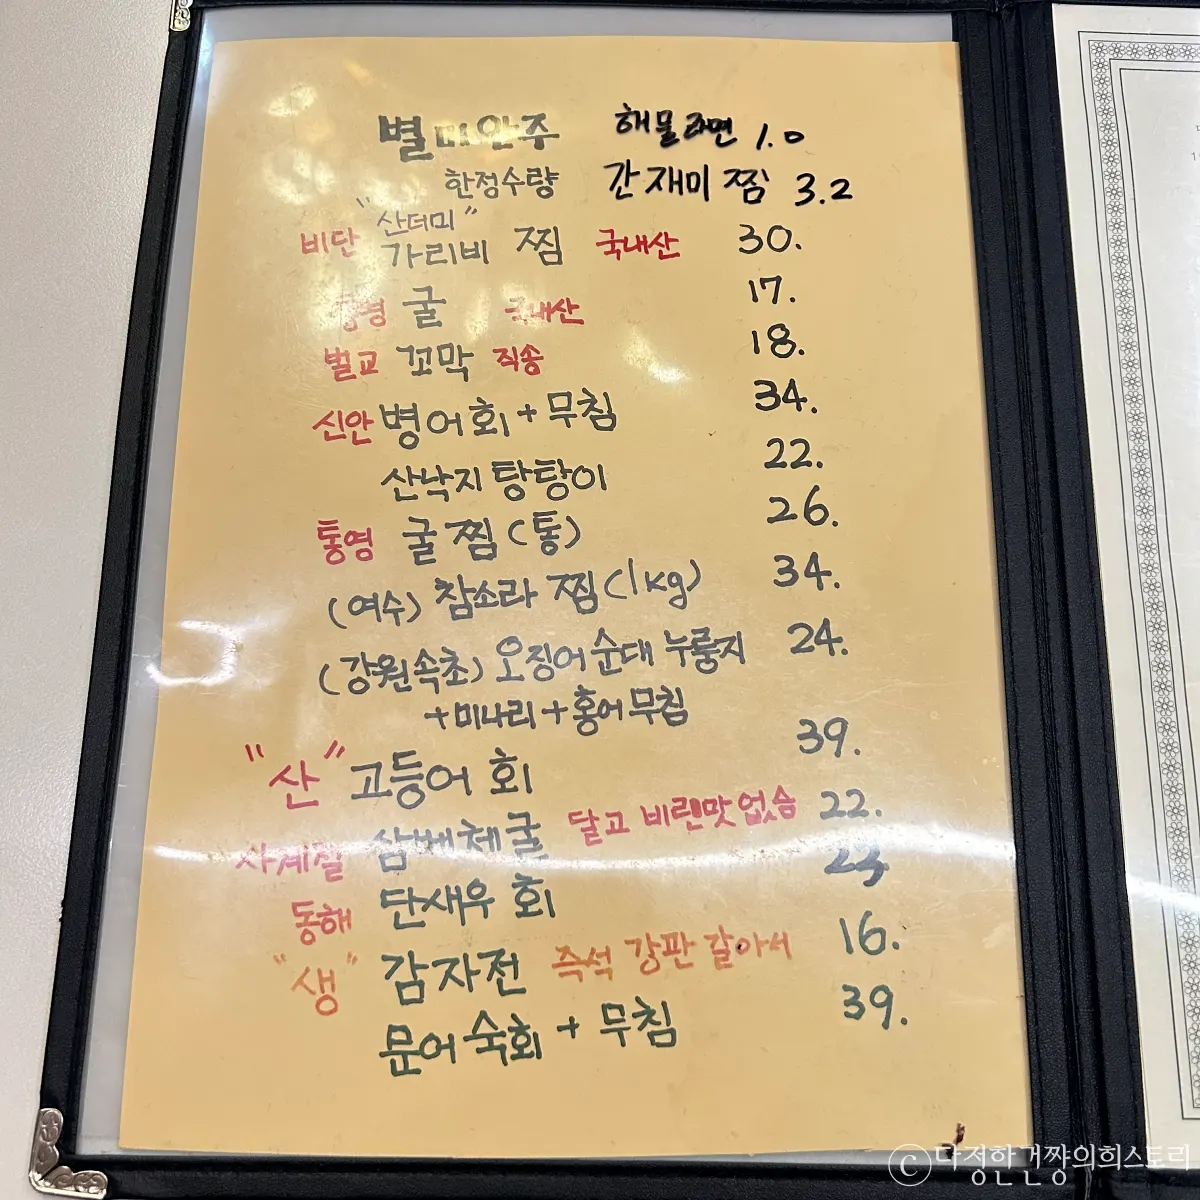 별미안주 해물라면 1.0
한정수량 간재미찜 3.2
"산더미"
비단 가리비 찜 국내산 30.
통영 굴 국내산 17.
벌교 꼬막 직송 18.
신안 병어회 + 무침 34.
산낙지 탕탕이 22.
통영 굴찜 (통) 26.
(여수) 참소라 찜 (1kg) 34.
(강원속초) 오징어순대 누룽지 24.
+ 미나리 + 홍어무침
"산" 고등어 회 39.
사계절 삼배체굴 달고 비린맛없슴 22.
동해 단새우 회 23
"생" 감자전 즉석 강판 갈아서 16.
문어숙회 + 무침 39.
ⓒ다정한건쨩의희스토리